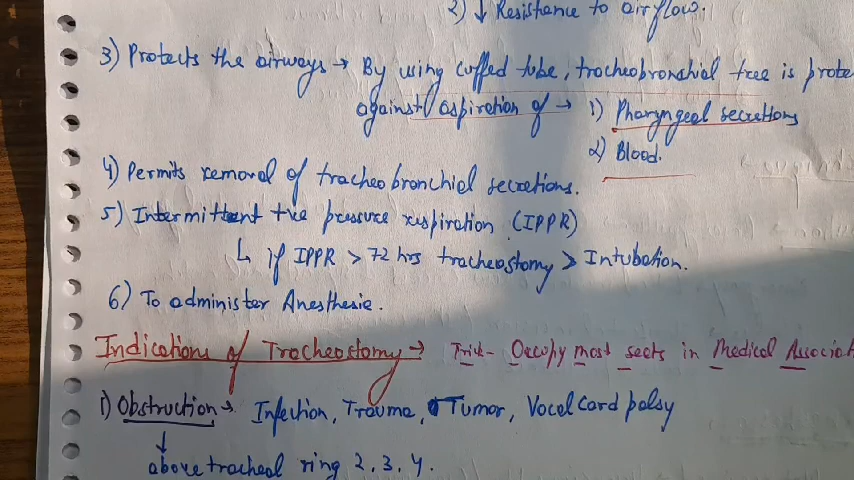 2) ↓ Resistance to airflow.
3) Protects the airways → By using cuffed tube, tracheobronchial tree is prote
against aspiration of → 1) Pharyngeal secretions
2) Blood.
4) Permits removal of tracheobronchial secretions.
5) Intermittent +ve pressure respiration (IPPR)
↳ if IPPR > 72 hrs tracheostomy > Intubation.
6) To administer Anesthesia.
Indications of Tracheostomy → Trick - Occupy most seats in Medical Associat
1) Obstruction → Infection, Trauma, Tumor, Vocal cord palsy
↓
above tracheal ring 2, 3, 4.